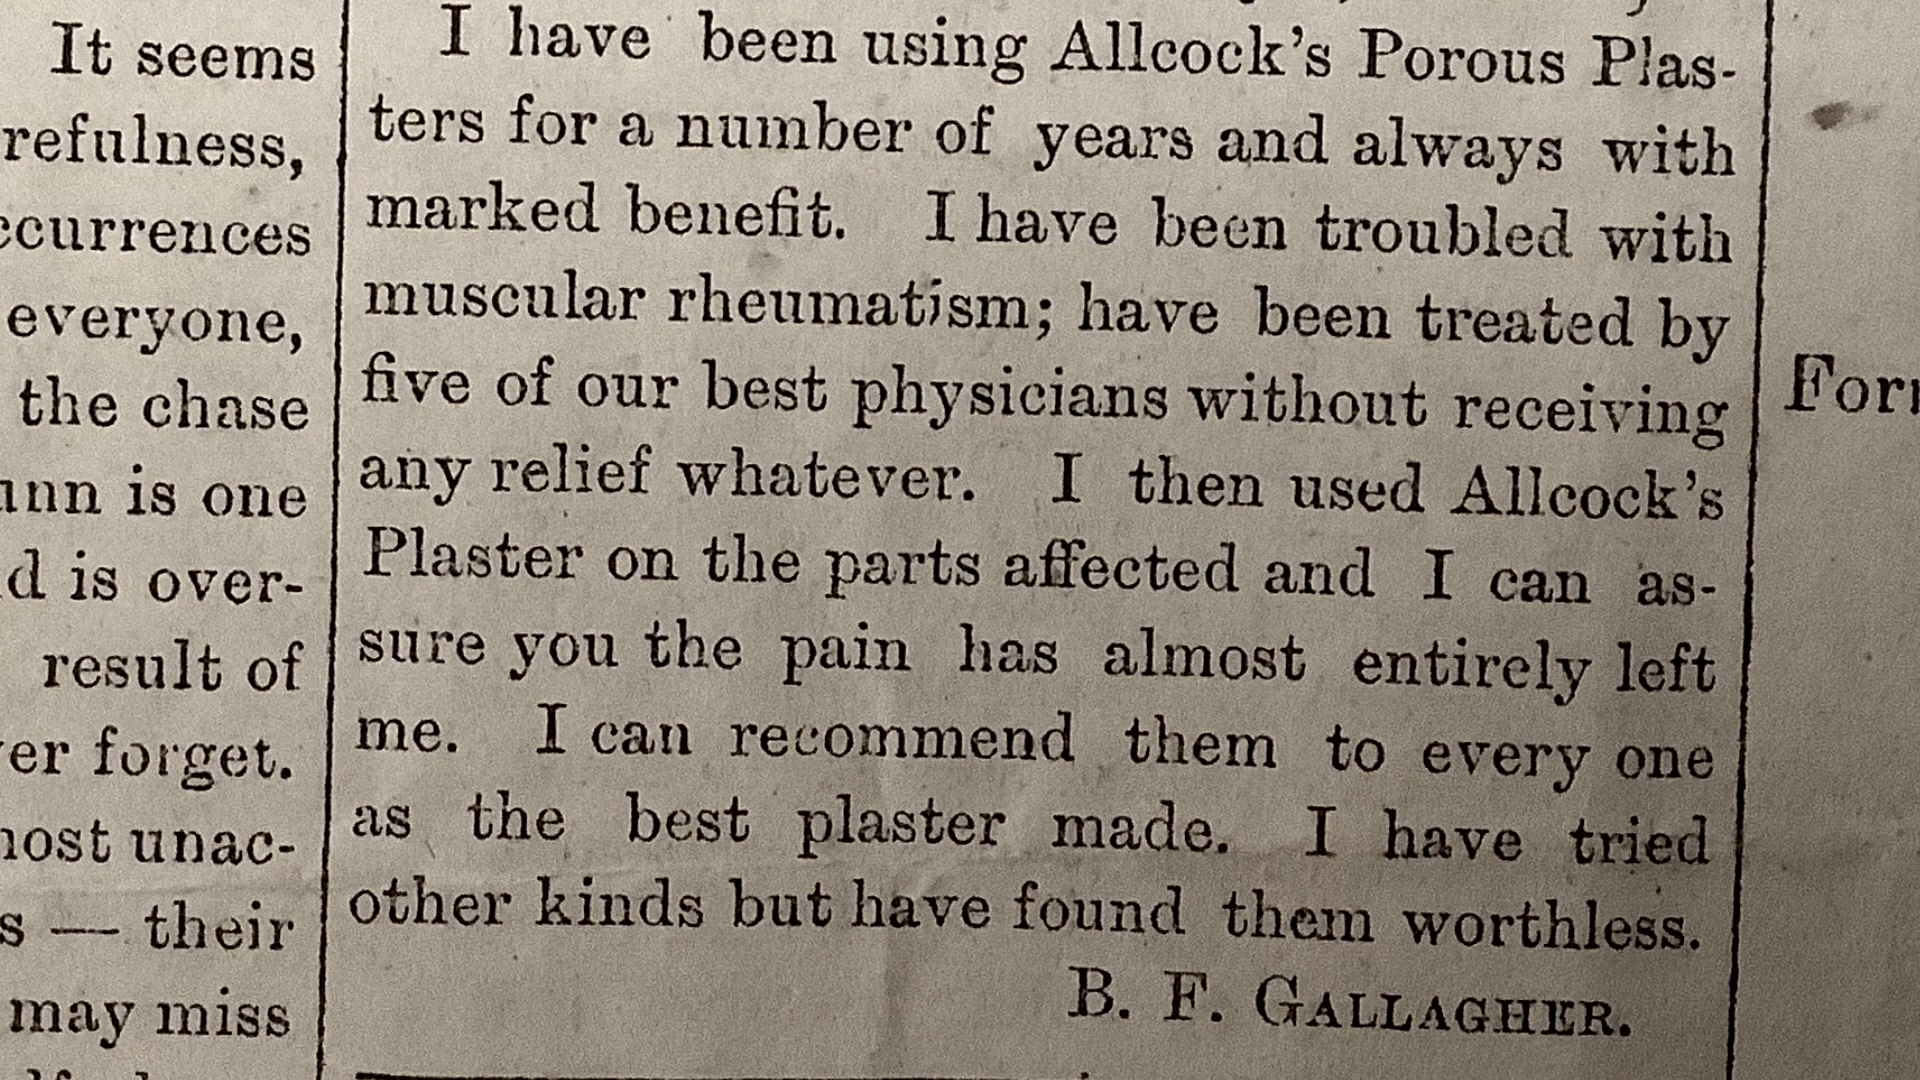 It seems
refulness,
currences
everyone,
the chase
nn is one
d is over-
result of
er forget.
ost unac-
s — their
may miss
I have been using Allcock's Porous Plas-
ters for a number of years and always with
marked benefit. I have been troubled with
muscular rheumatism; have been treated by
five of our best physicians without receiving
any relief whatever. I then used Allcock's
Plaster on the parts affected and I can as-
sure you the pain has almost entirely left
me. I can recommend them to every one
as the best plaster made. I have tried
other kinds but have found them worthless.
B. F. GALLAGHER.
For